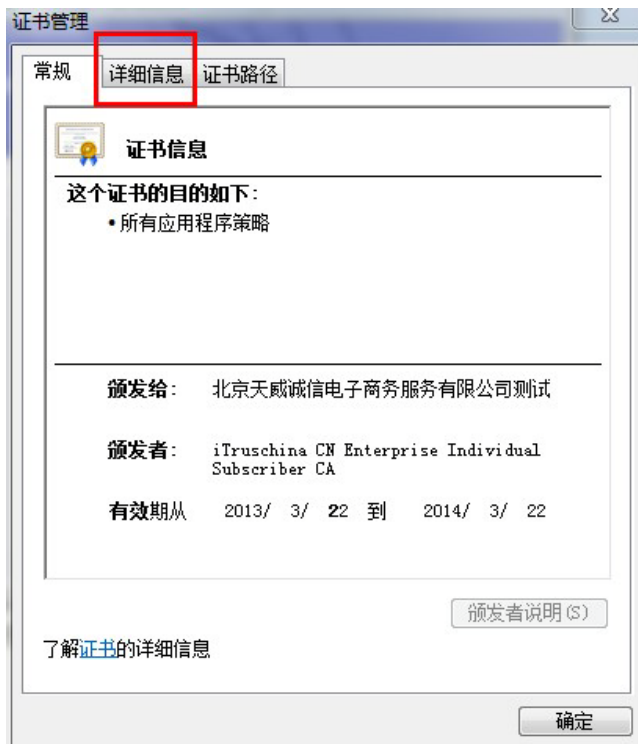 证书管理
常规 详细信息 证书路径
证书信息
这个证书的目的如下:
•所有应用程序策略
颁发给: 北京天威诚信电子商务服务有限公司测试
颁发者: iTruschina CN Enterprise Individual
Subscriber CA
有效期从 2013/ 3/ 22 到 2014/ 3/ 22
颁发者说明(S)
了解证书的详细信息
确定